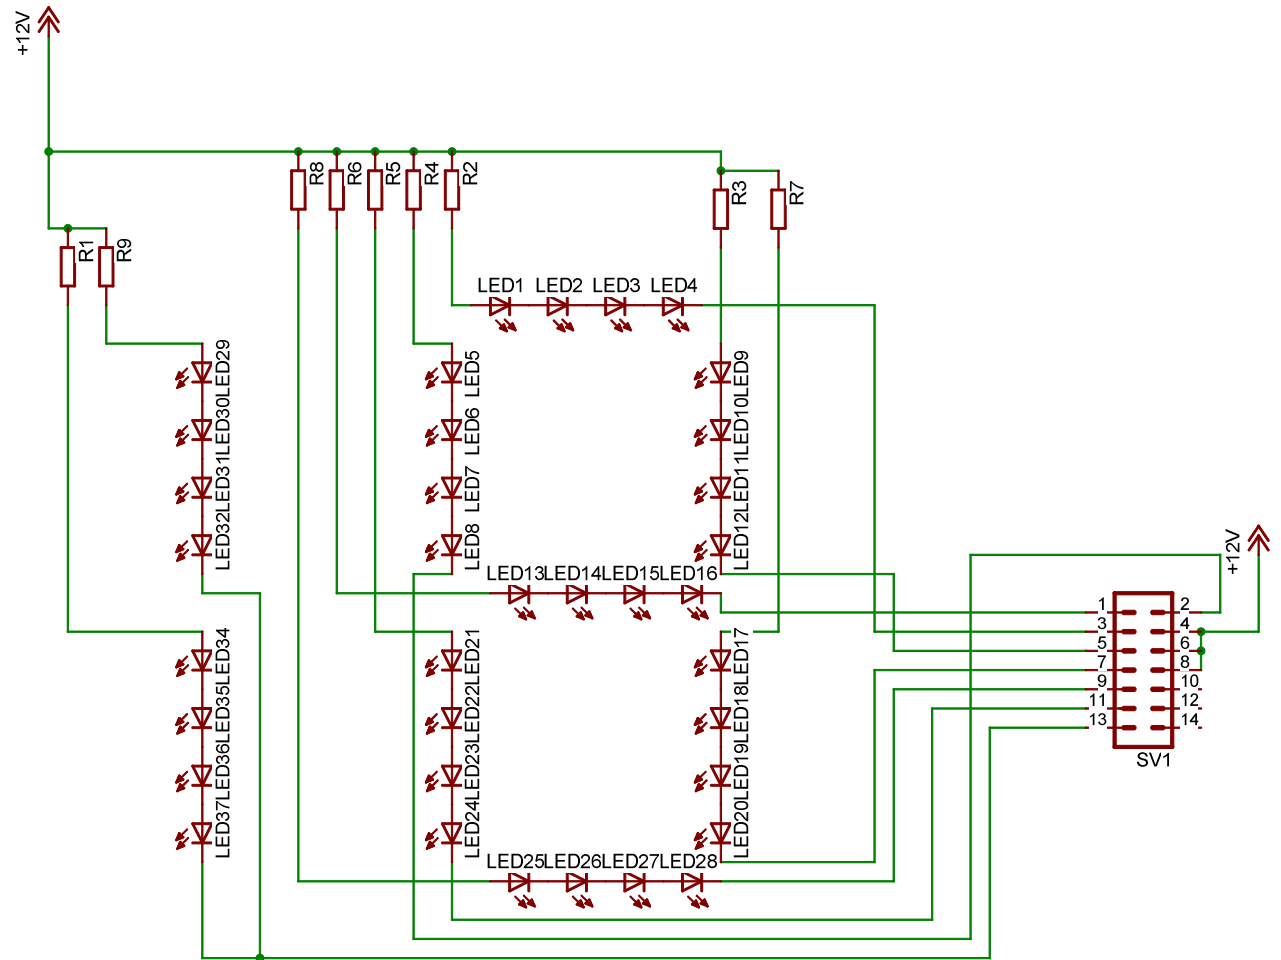 +12V
R8
R6
R5
R4
R2
R3
R7
R1
R9
LED1 LED2 LED3 LED4
LED29
LED30
LED31
LED32
LED5
LED6
LED7
LED8
LED9
LED10
LED11
LED12
+12V
LED13 LED14 LED15 LED16
1 2
3 4
5 6
7 8
9 10
11 12
13 14
SV1
LED34
LED35
LED36
LED37
LED21
LED22
LED23
LED24
LED17
LED18
LED19
LED20
LED25 LED26 LED27 LED28